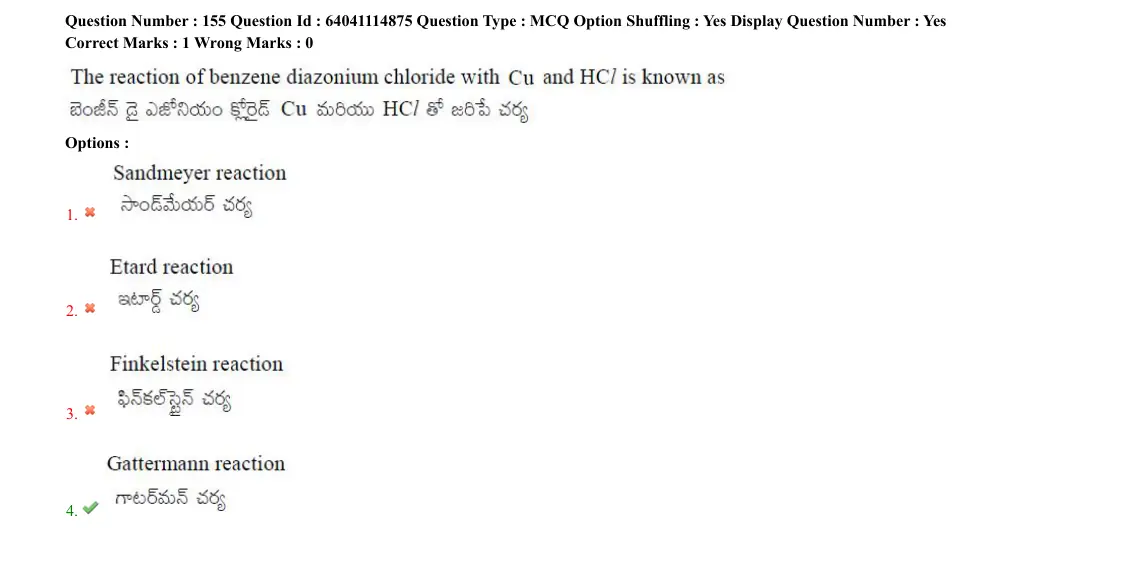 Question Number : 155 Question Id : 64041114875 Question Type : MCQ Option Shuffling : Yes Display Question Number : Yes
Correct Marks : 1 Wrong Marks : 0
The reaction of benzene diazonium chloride with Cu and HCl is known as
బెంజీన్ డై ఎజోనియం క్లోరైడ్ Cu మరియు HCl తో జరిపే చర్య
Options :
Sandmeyer reaction
సాండ్‌మేయర్ చర్య
1.
Etard reaction
ఇటార్డ్ చర్య
2.
Finkelstein reaction
ఫిన్‌కల్‌స్టైన్ చర్య
3.
Gattermann reaction
గాటర్‌మన్ చర్య
4.